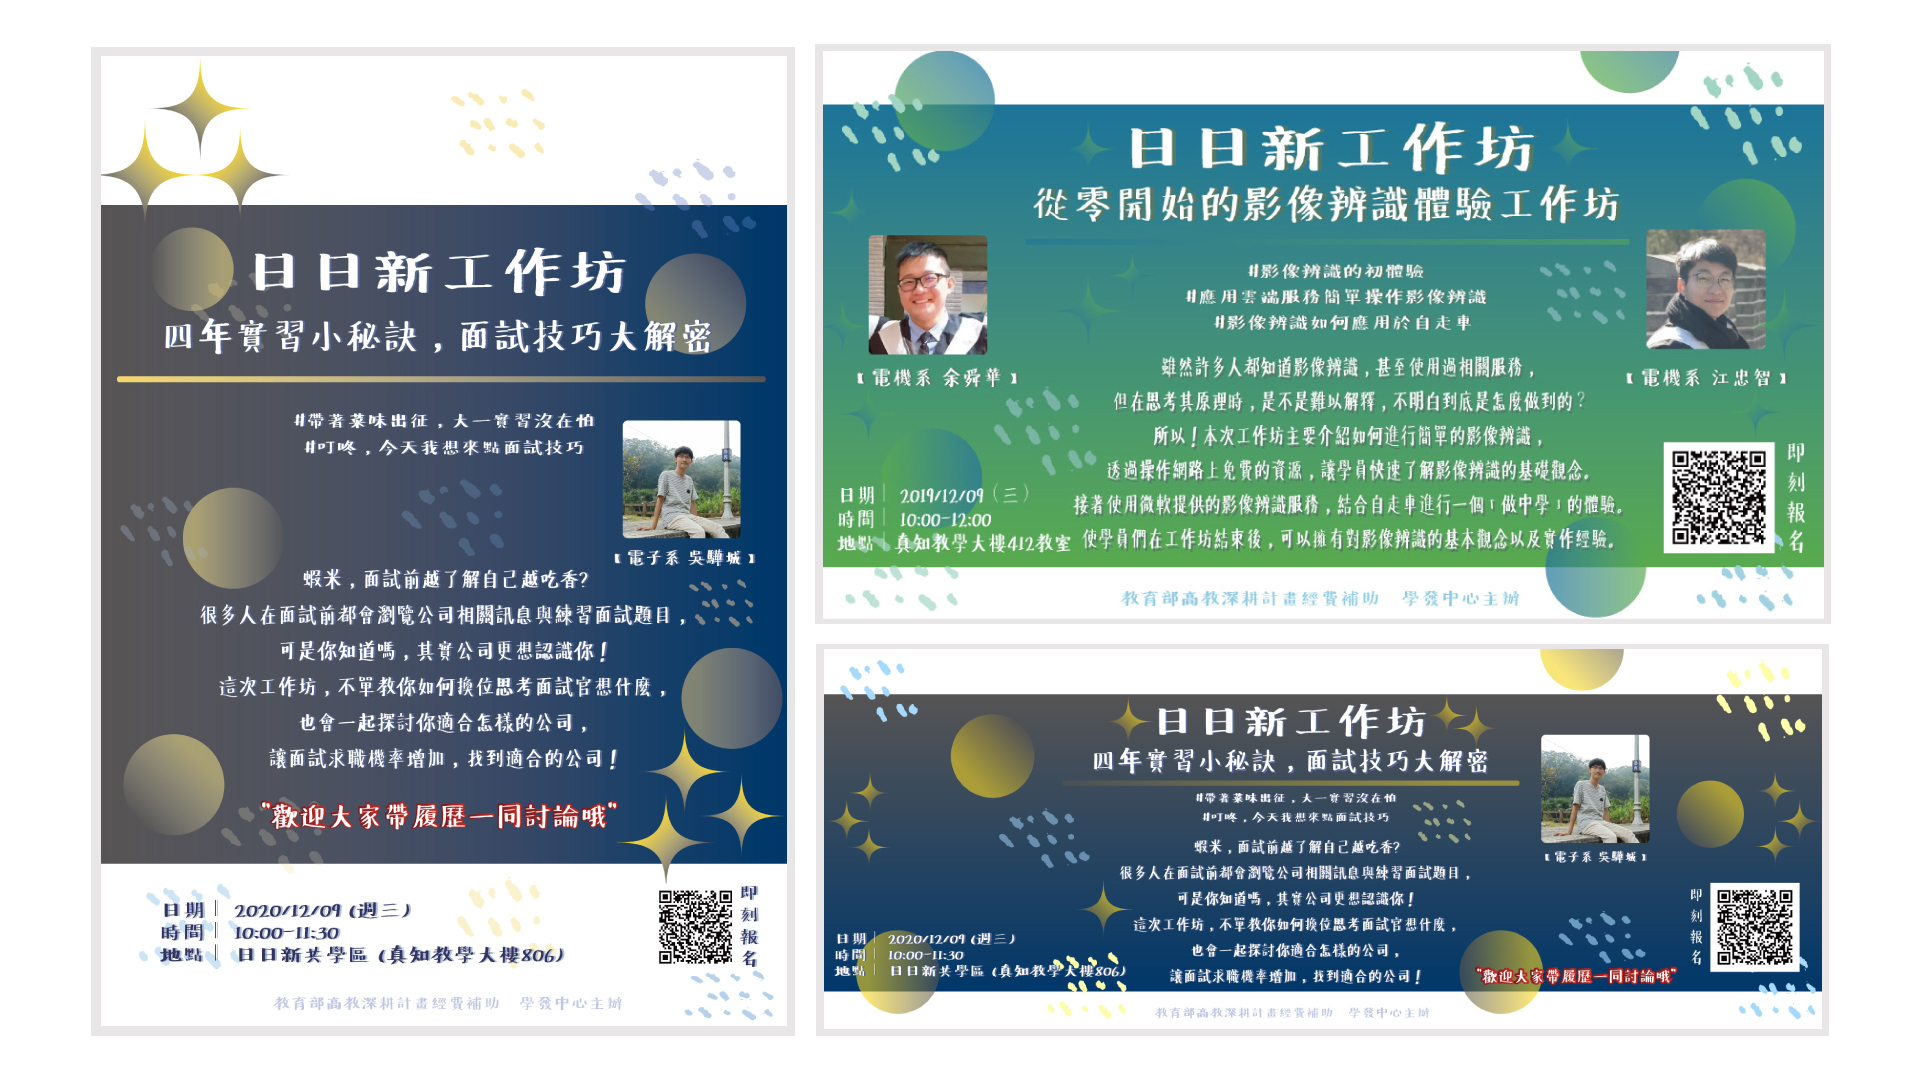 日日新工作坊
四年實習小秘訣，面試技巧大解密
#帶著菜味出征，大一實習沒在怕
#叮咚，今天我想來點面試技巧
【電子系 吳驊城】
蝦米，面試前越了解自己越吃香?
很多人在面試前都會瀏覽公司相關訊息與練習面試題目，
可是你知道嗎，其實公司更想認識你！
這次工作坊，不單教你如何換位思考面試官想什麼，
也會一起探討你適合怎樣的公司，
讓面試求職機率增加，找到適合的公司！
"歡迎大家帶履歷一同討論哦"
日期｜ 2020/12/09 (週三)
時間｜ 10:00-11:30
地點｜ 日日新共學區 (真知教學大樓806)
即刻報名
教育部高教深耕計畫經費補助　學發中心主辦
日日新工作坊
從零開始的影像辨識體驗工作坊
#影像辨識的初體驗
#應用雲端服務簡單操作影像辨識
#影像辨識如何應用於自走車
【電機系 余舜華】
【電機系 江忠智】
雖然許多人都知道影像辨識，甚至使用過相關服務，
但在思考其原理時，是不是難以解釋，不明白到底是怎麼做到的？
所以！本次工作坊主要介紹如何進行簡單的影像辨識，
透過操作網路上免費的資源，讓學員快速了解影像辨識的基礎觀念。
接著使用微軟提供的影像辨識服務，結合自走車進行一個「做中學」的體驗。
使學員們在工作坊結束後，可以擁有對影像辨識的基本觀念以及實作經驗。
日期｜ 2019/12/09（三）
時間｜ 10:00-12:00
地點｜ 真知教學大樓412教室
即刻報名
教育部高教深耕計畫經費補助　學發中心主辦
日日新工作坊
四年實習小秘訣，面試技巧大解密
#帶著菜味出征，大一實習沒在怕
#叮咚，今天我想來點面試技巧
【電子系 吳驊城】
蝦米，面試前越了解自己越吃香?
很多人在面試前都會瀏覽公司相關訊息與練習面試題目，
可是你知道嗎，其實公司更想認識你！
這次工作坊，不單教你如何換位思考面試官想什麼，
也會一起探討你適合怎樣的公司，
讓面試求職機率增加，找到適合的公司！
"歡迎大家帶履歷一同討論哦"
日期｜ 2020/12/09 (週三)
時間｜ 10:00-11:30
地點｜ 日日新共學區 (真知教學大樓806)
即刻報名
教育部高教深耕計畫經費補助　學發中心主辦